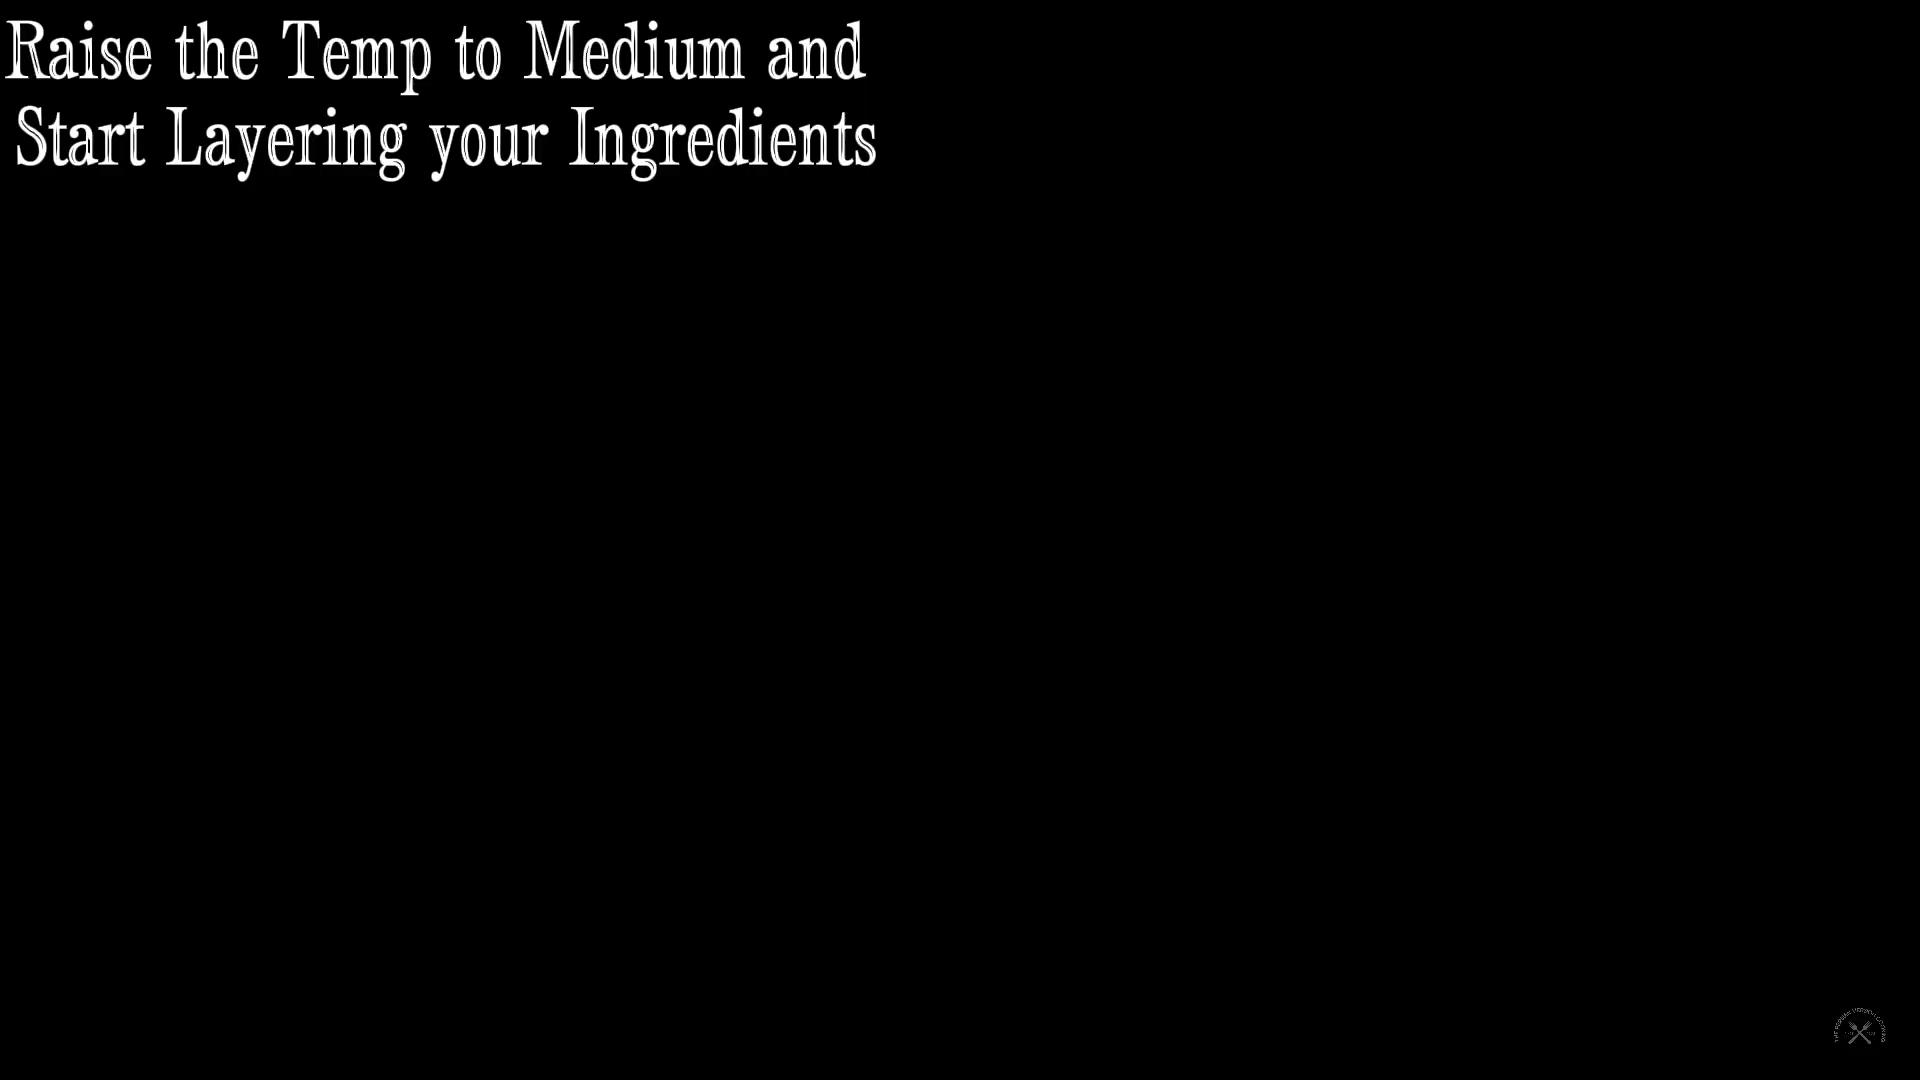 Raise the Temp to Medium and
Start Layering your Ingredients